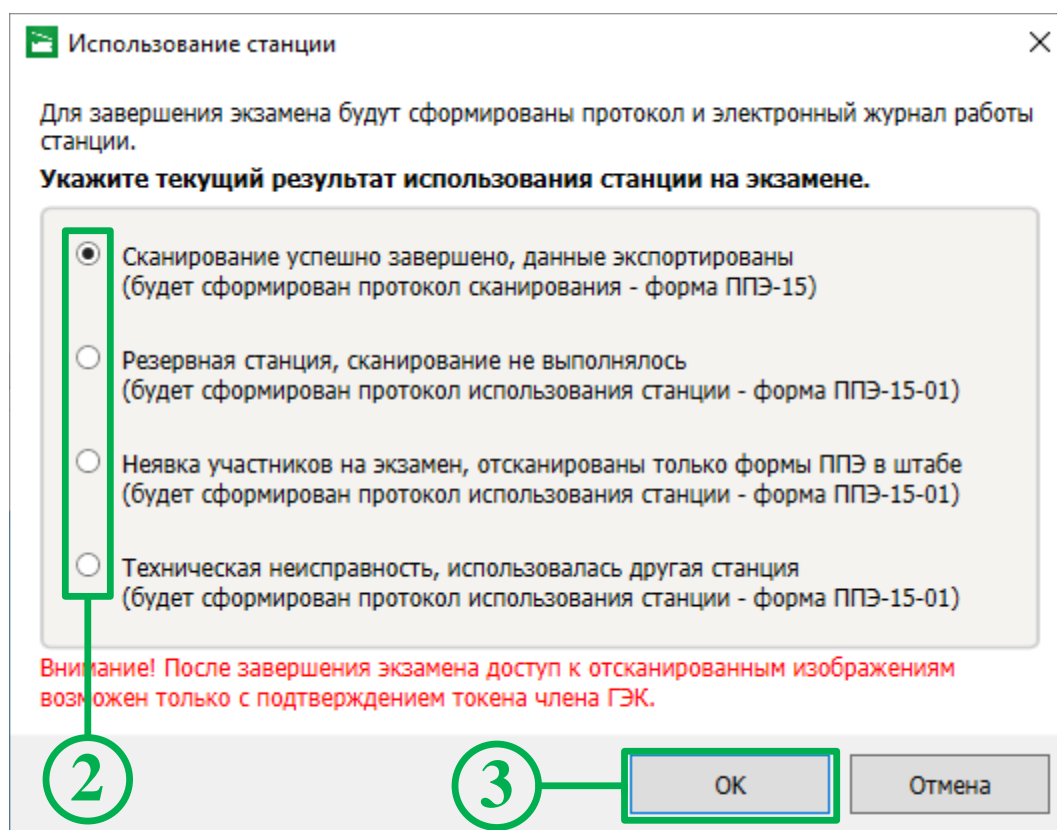 Использование станции
Для завершения экзамена будут сформированы протокол и электронный журнал работы
станции.
Укажите текущий результат использования станции на экзамене.
Сканирование успешно завершено, данные экспортированы
(будет сформирован протокол сканирования - форма ППЭ-15)
Резервная станция, сканирование не выполнялось
(будет сформирован протокол использования станции - форма ППЭ-15-01)
Неявка участников на экзамен, отсканированы только формы ППЭ в штабе
(будет сформирован протокол использования станции - форма ППЭ-15-01)
Техническая неисправность, использовалась другая станция
(будет сформирован протокол использования станции - форма ППЭ-15-01)
Внимание! После завершения экзамена доступ к отсканированным изображениям
возможен только с подтверждением токена члена ГЭК.
2
3
OK
Отмена